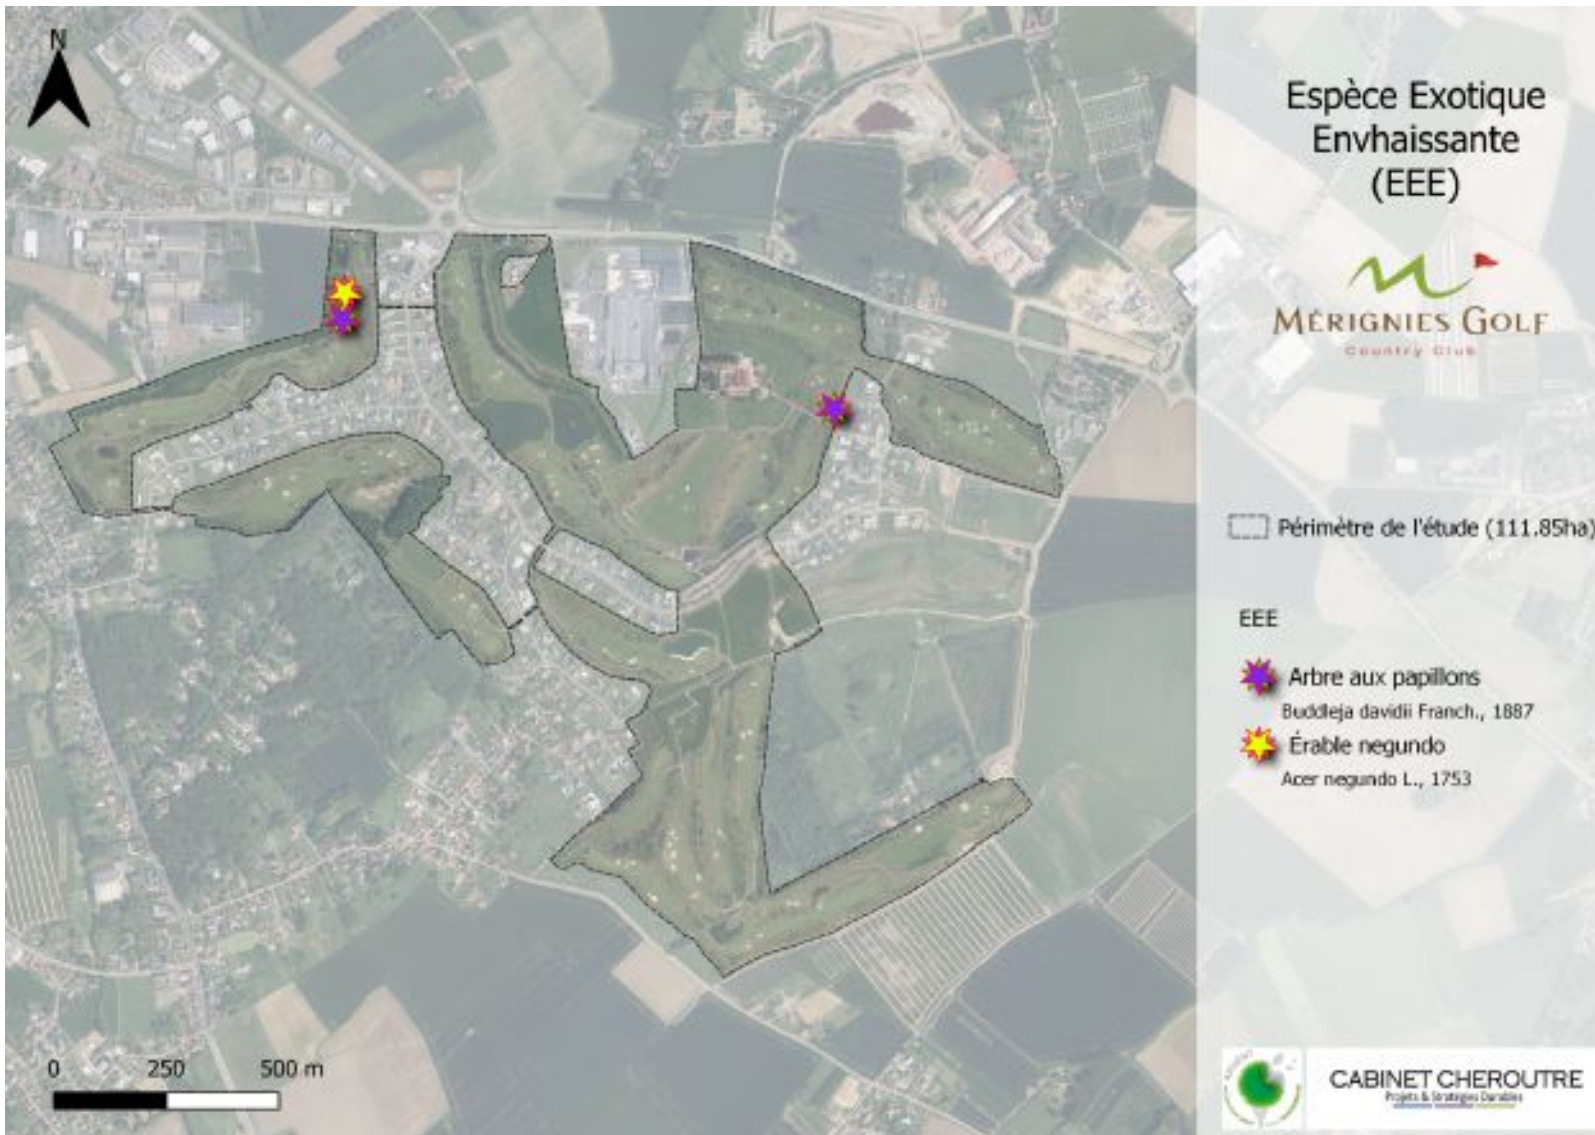 N
Espèce Exotique
Envhaissante
(EEE)
MÉRIGNIES GOLF
Country Club
Périmètre de l'étude (111.85ha)
EEE
Arbre aux papillons
Buddleja davidii Franch., 1887
Érable negundo
Acer negundo L., 1753
0 250 500 m
CABINET CHEROUTRE
Projets & Stratégies Durables